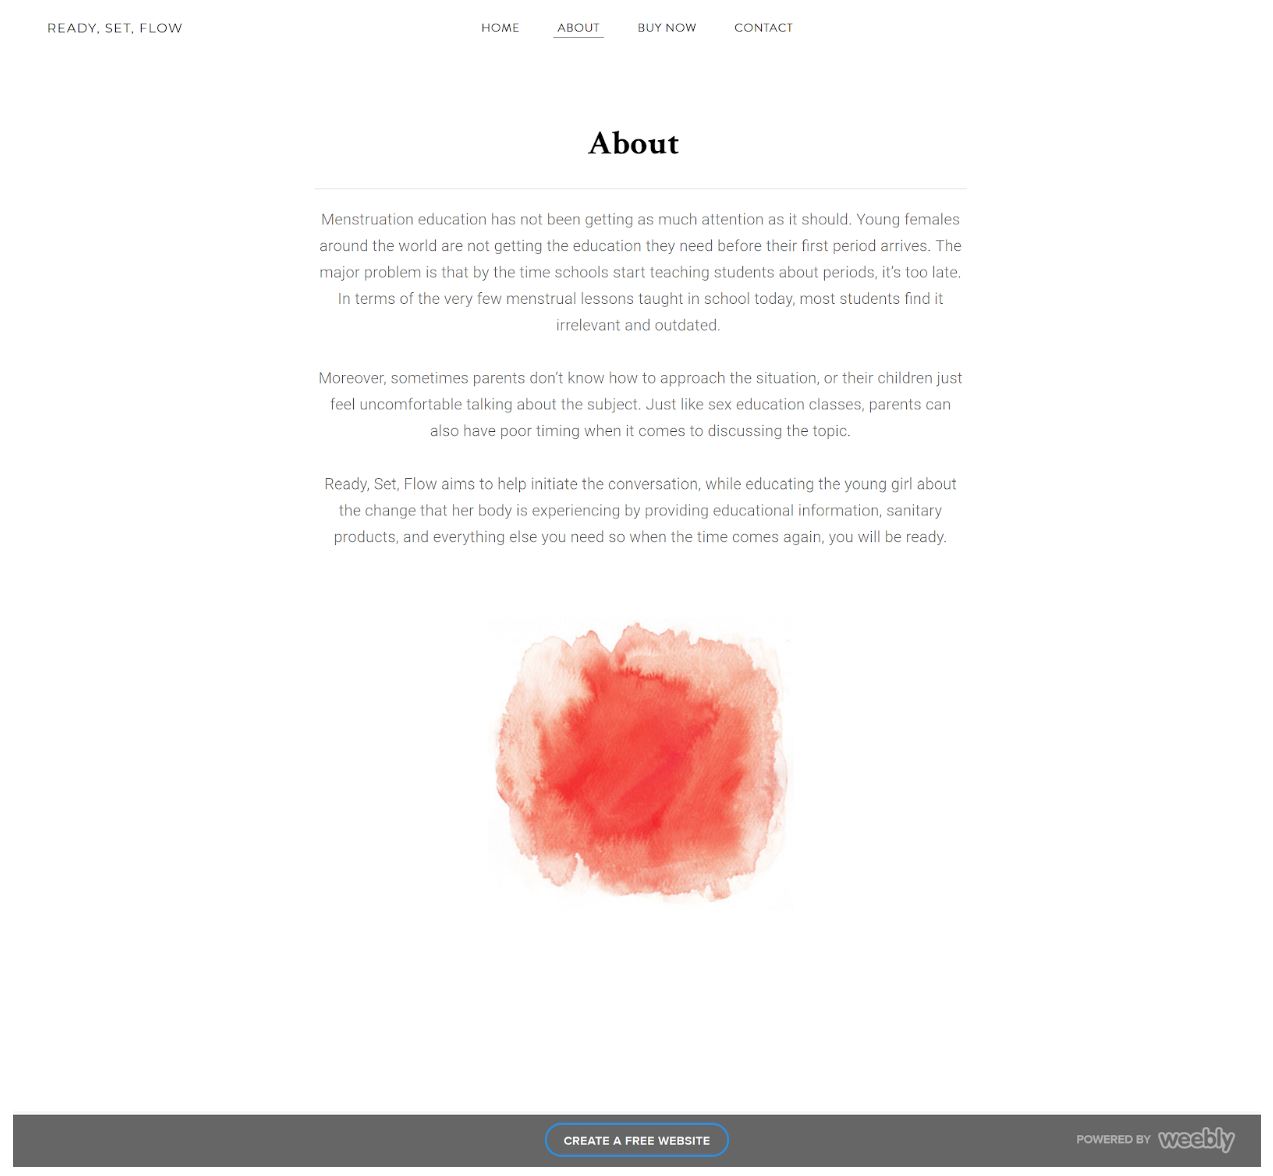 READY, SET, FLOW
HOME
ABOUT
BUY NOW
CONTACT
About
Menstruation education has not been getting as much attention as it should. Young females
around the world are not getting the education they need before their first period arrives. The
major problem is that by the time schools start teaching students about periods, it's too late.
In terms of the very few menstrual lessons taught in school today, most students find it
irrelevant and outdated.
Moreover, sometimes parents don't know how to approach the situation, or their children just
feel uncomfortable talking about the subject. Just like sex education classes, parents can
also have poor timing when it comes to discussing the topic.
Ready, Set, Flow aims to help initiate the conversation, while educating the young girl about
the change that her body is experiencing by providing educational information, sanitary
products, and everything else you need so when the time comes again, you will be ready.
CREATE A FREE WEBSITE
POWERED BY weebly